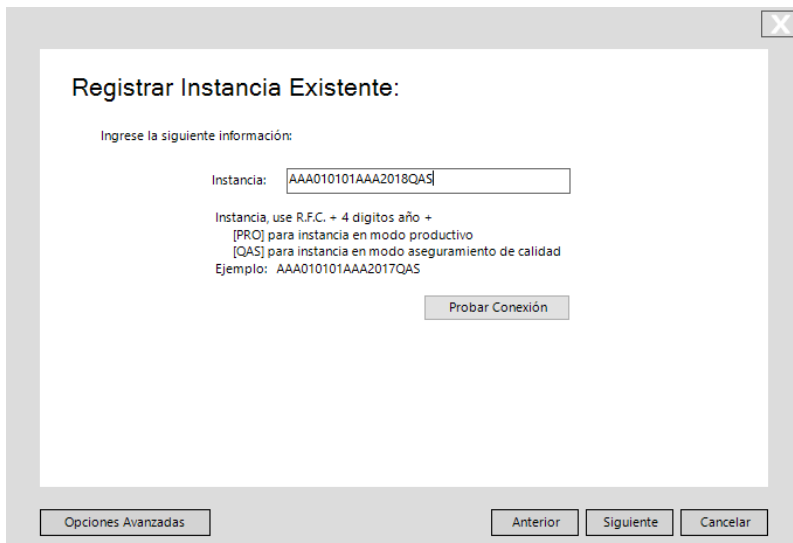 X
Registrar Instancia Existente:
Ingrese la siguiente información:
Instancia: AAA010101AAA2018QAS
Instancia, use R.F.C. + 4 digitos año +
[PRO] para instancia en modo productivo
[QAS] para instancia en modo aseguramiento de calidad
Ejemplo: AAA010101AAA2017QAS
Probar Conexión
Opciones Avanzadas Anterior Siguiente Cancelar